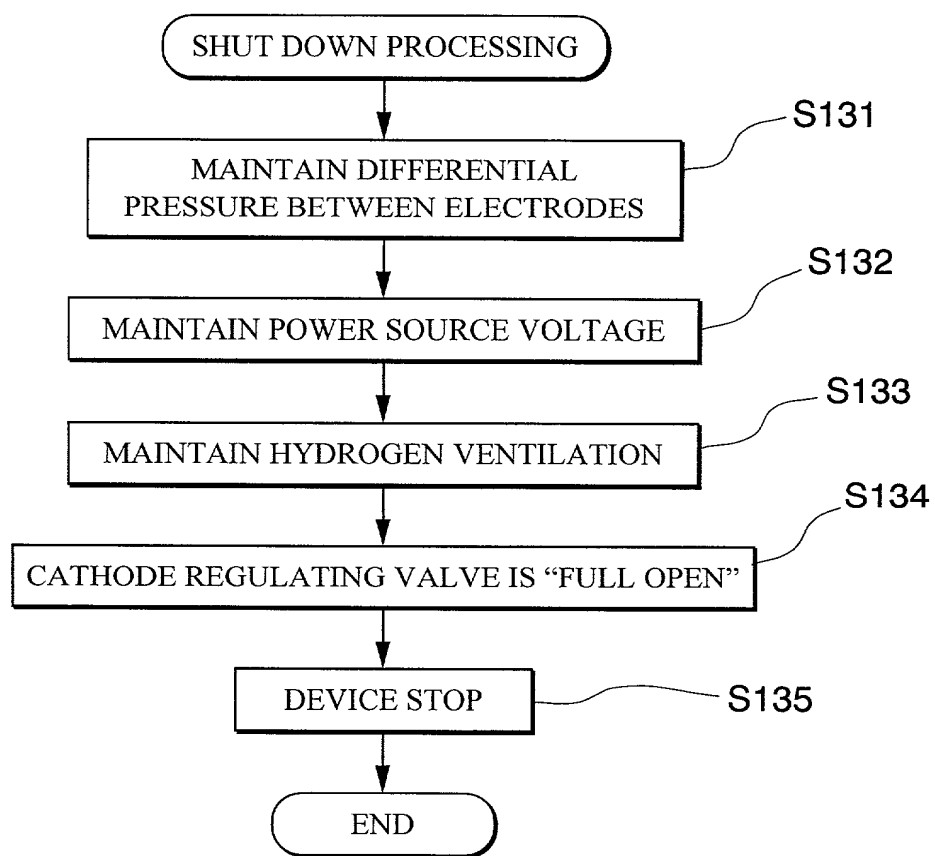 SHUT DOWN PROCESSING
S131
MAINTAIN DIFFERENTIAL
PRESSURE BETWEEN ELECTRODES
S132
MAINTAIN POWER SOURCE VOLTAGE
S133
MAINTAIN HYDROGEN VENTILATION
S134
CATHODE REGULATING VALVE IS “FULL OPEN”
DEVICE STOP
S135
END